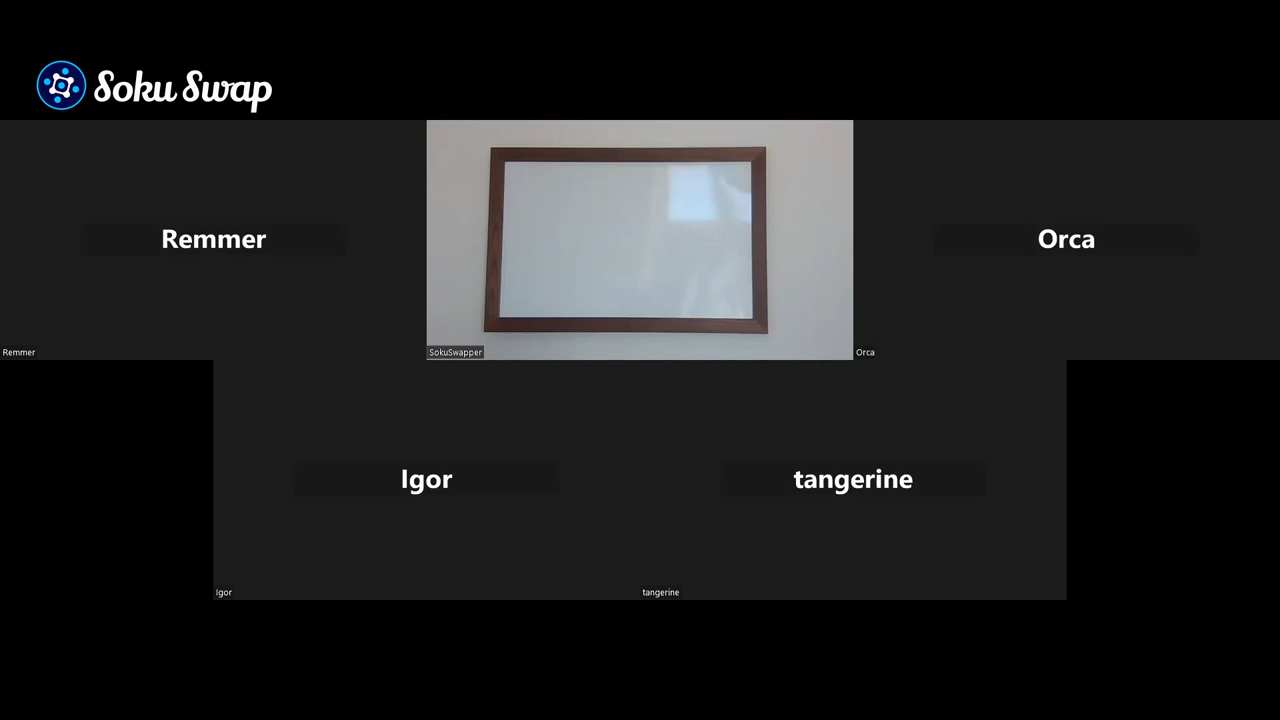 Soku Swap
Remmer
Orca
Remmer
SokuSwapper
Orca
Igor
tangerine
Igor
tangerine